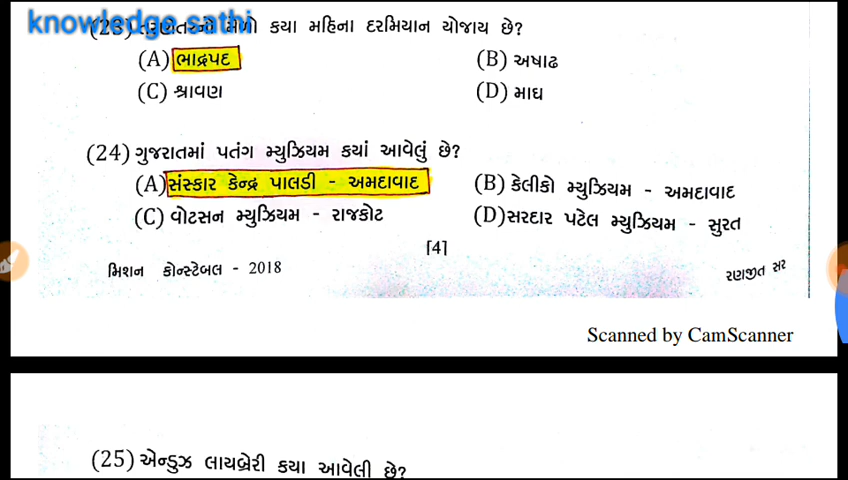 knowledge sathi
(23) તરણેતરનો મેળો કયા મહિના દરમિયાન યોજાય છે?
(A) ભાદ્રપદ (B) અષાઢ
(C) શ્રાવણ (D) માઘ
(24) ગુજરાતમાં પતંગ મ્યુઝિયમ કયાં આવેલું છે?
(A) સંસ્કાર કેન્દ્ર પાલડી - અમદાવાદ (B) કેલીકો મ્યુઝિયમ - અમદાવાદ
(C) વોટસન મ્યુઝિયમ - રાજકોટ (D) સરદાર પટેલ મ્યુઝિયમ - સુરત
[4]
મિશન કોન્સ્ટેબલ - 2018 રણજીત સર
Scanned by CamScanner
(25) એન્ડુઝ લાયબ્રેરી કયા આવેલી છે?